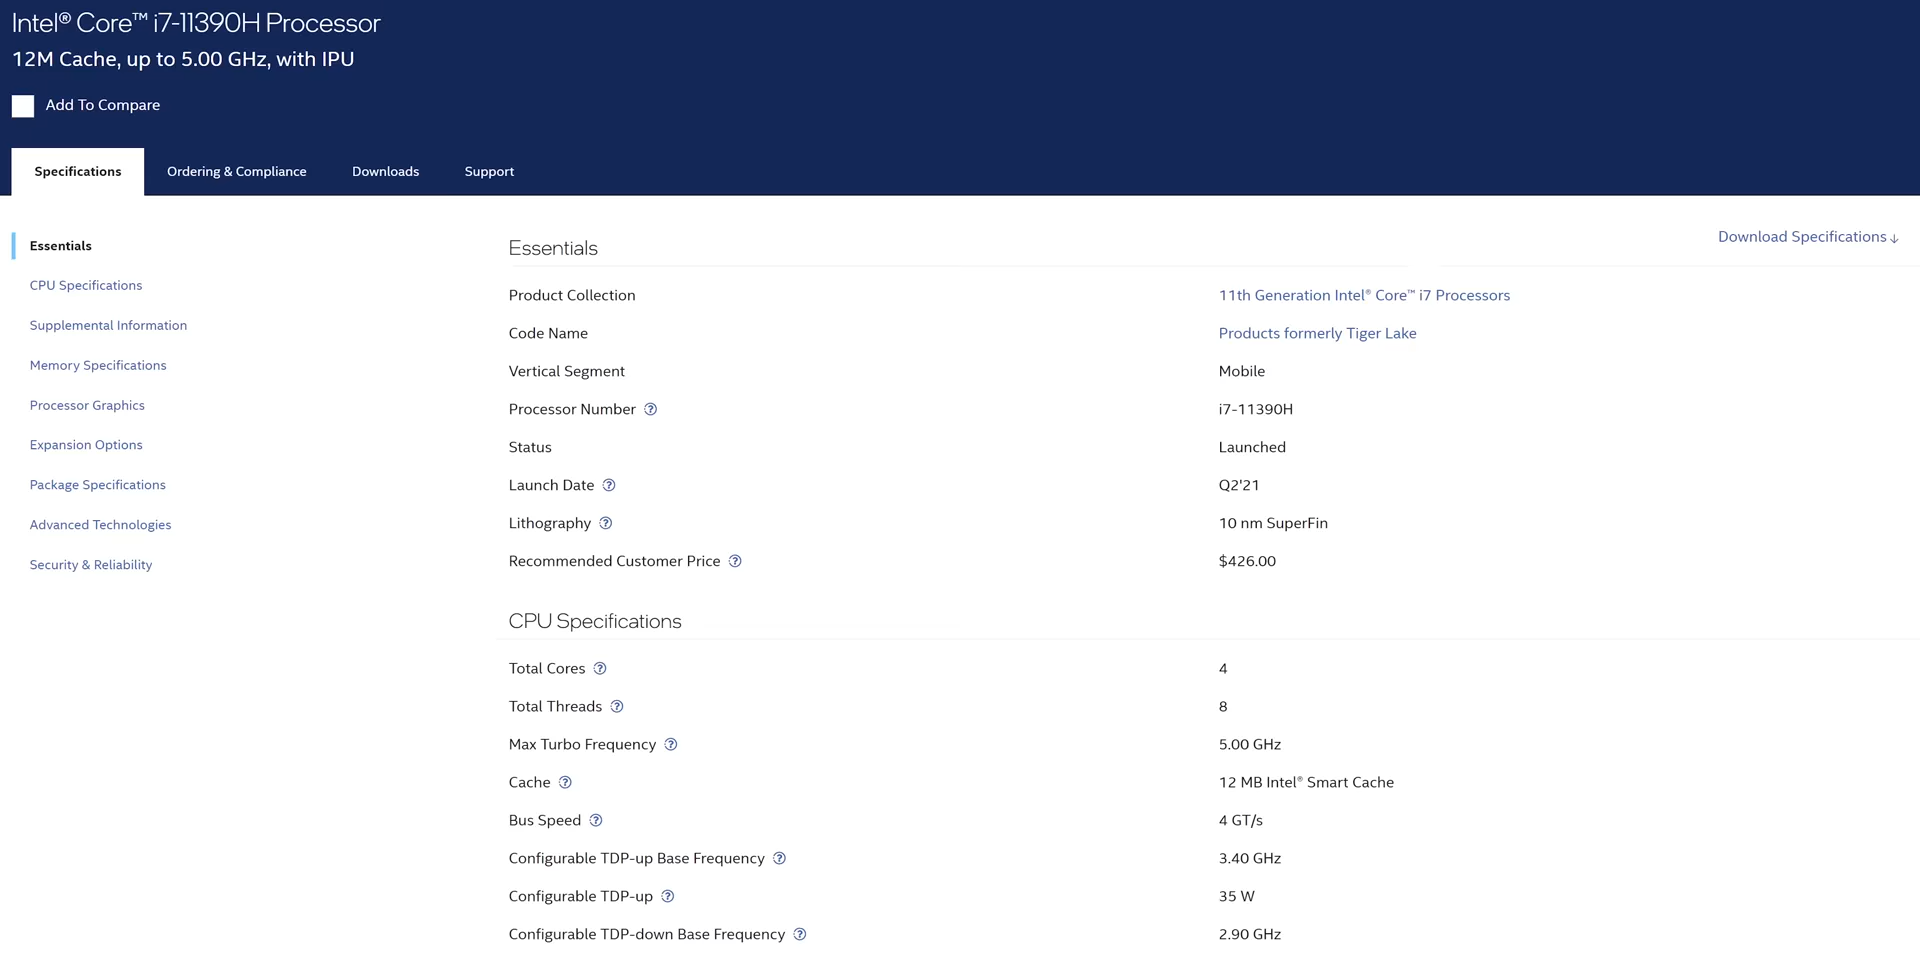 Intel® Core™ i7-11390H Processor
12M Cache, up to 5.00 GHz, with IPU
Add To Compare
Specifications Ordering & Compliance Downloads Support
Essentials
CPU Specifications
Supplemental Information
Memory Specifications
Processor Graphics
Expansion Options
Package Specifications
Advanced Technologies
Security & Reliability
Essentials Download Specifications ↓
Product Collection 11th Generation Intel® Core™ i7 Processors
Code Name Products formerly Tiger Lake
Vertical Segment Mobile
Processor Number ? i7-11390H
Status Launched
Launch Date ? Q2'21
Lithography ? 10 nm SuperFin
Recommended Customer Price ? $426.00
CPU Specifications
Total Cores ? 4
Total Threads ? 8
Max Turbo Frequency ? 5.00 GHz
Cache ? 12 MB Intel® Smart Cache
Bus Speed ? 4 GT/s
Configurable TDP-up Base Frequency ? 3.40 GHz
Configurable TDP-up ? 35 W
Configurable TDP-down Base Frequency ? 2.90 GHz